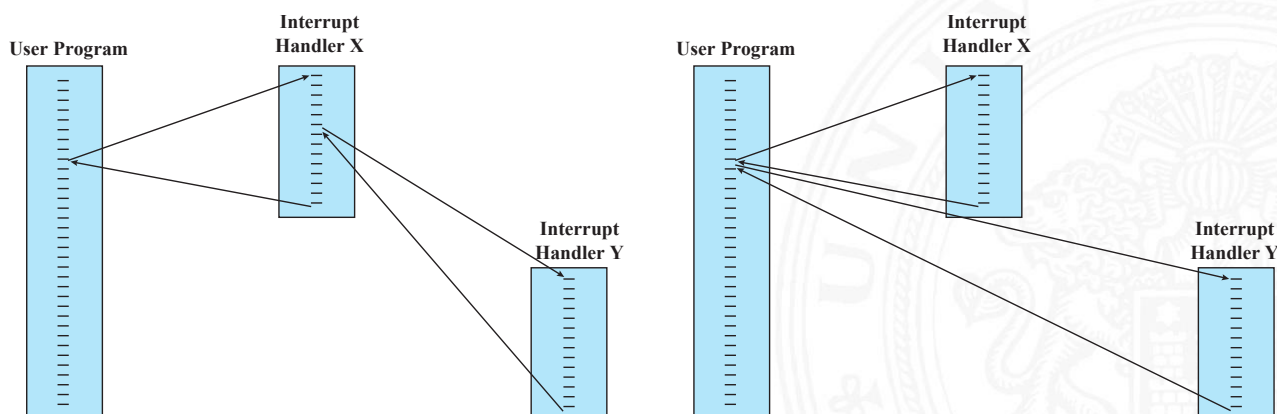 User Program
Interrupt
Handler X
Interrupt
Handler Y
User Program
Interrupt
Handler X
Interrupt
Handler Y